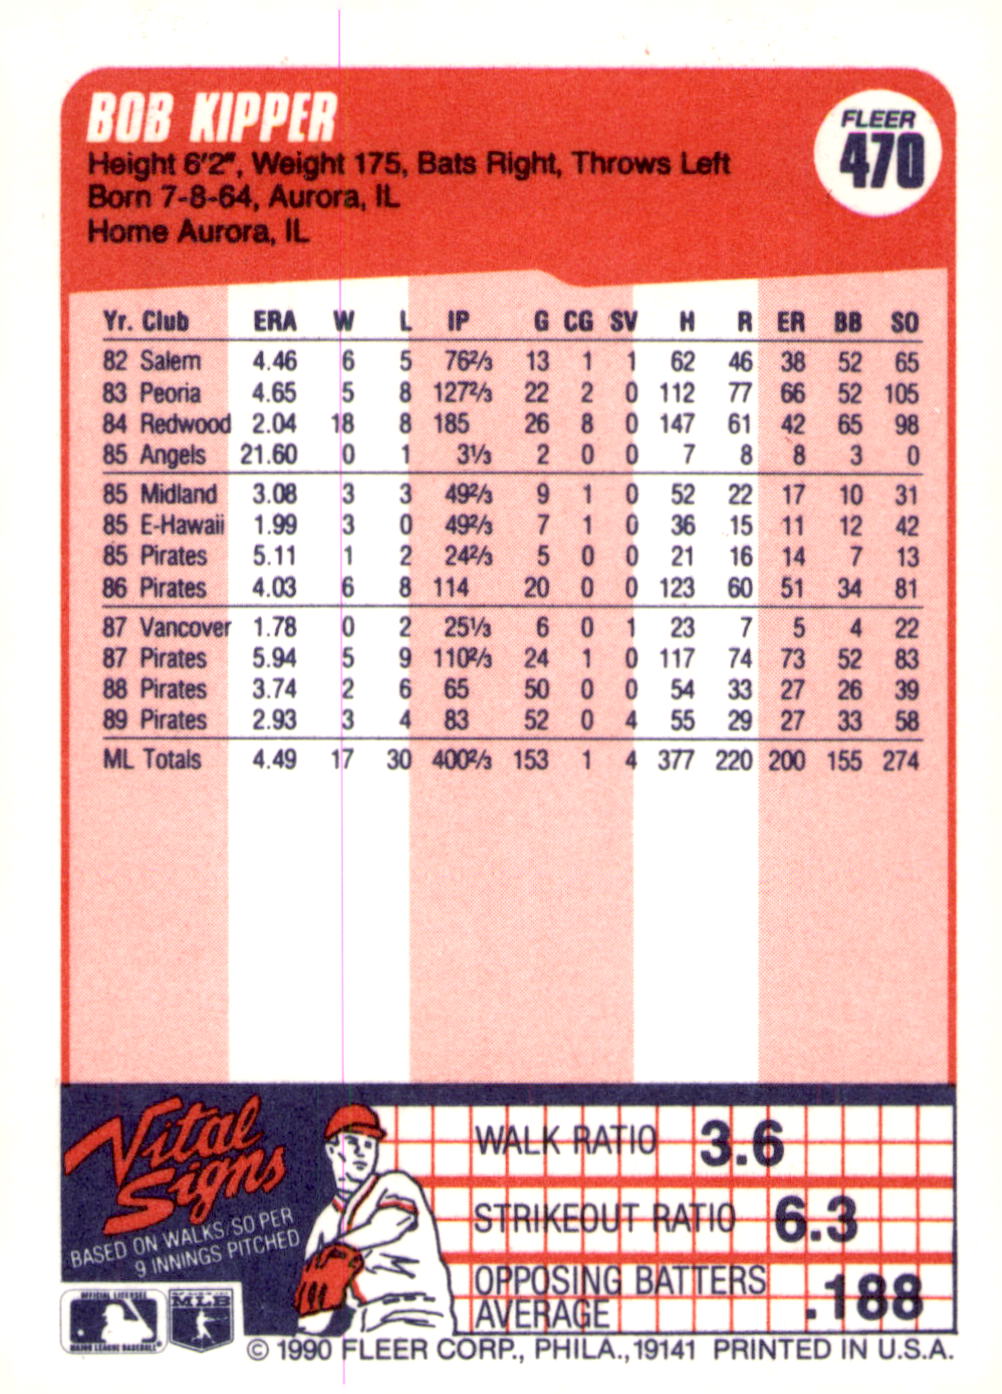 BOB KIPPER
FLEER
470
Height 6'2", Weight 175, Bats Right, Throws Left
Born 7-8-64, Aurora, IL
Home Aurora, IL
Yr. Club ERA W L IP G CG SV H R ER BB SO
82 Salem 4.46 6 5 76⅔ 13 1 1 62 46 38 52 65
83 Peoria 4.65 5 8 127⅔ 22 2 0 112 77 66 52 105
84 Redwood 2.04 18 8 185 26 8 0 147 61 42 65 98
85 Angels 21.60 0 1 3⅓ 2 0 0 7 8 8 3 0
85 Midland 3.08 3 3 49⅔ 9 1 0 52 22 17 10 31
85 E-Hawaii 1.99 3 0 49⅔ 7 1 0 36 15 11 12 42
85 Pirates 5.11 1 2 24⅔ 5 0 0 21 16 14 7 13
86 Pirates 4.03 6 8 114 20 0 0 123 60 51 34 81
87 Vancover 1.78 0 2 25⅓ 6 0 1 23 7 5 4 22
87 Pirates 5.94 5 9 110⅔ 24 1 0 117 74 73 52 83
88 Pirates 3.74 2 6 65 50 0 0 54 33 27 26 39
89 Pirates 2.93 3 4 83 52 0 4 55 29 27 33 58
ML Totals 4.49 17 30 400⅔ 153 1 4 377 220 200 155 274
Vital
Signs
BASED ON WALKS/SO PER
9 INNINGS PITCHED
WALK RATIO 3.6
STRIKEOUT RATIO 6.3
OPPOSING BATTERS
AVERAGE .188
OFFICIAL LICENSEE
MAJOR LEAGUE BASEBALL
MLB
© 1990 FLEER CORP., PHILA., 19141 PRINTED IN U.S.A.